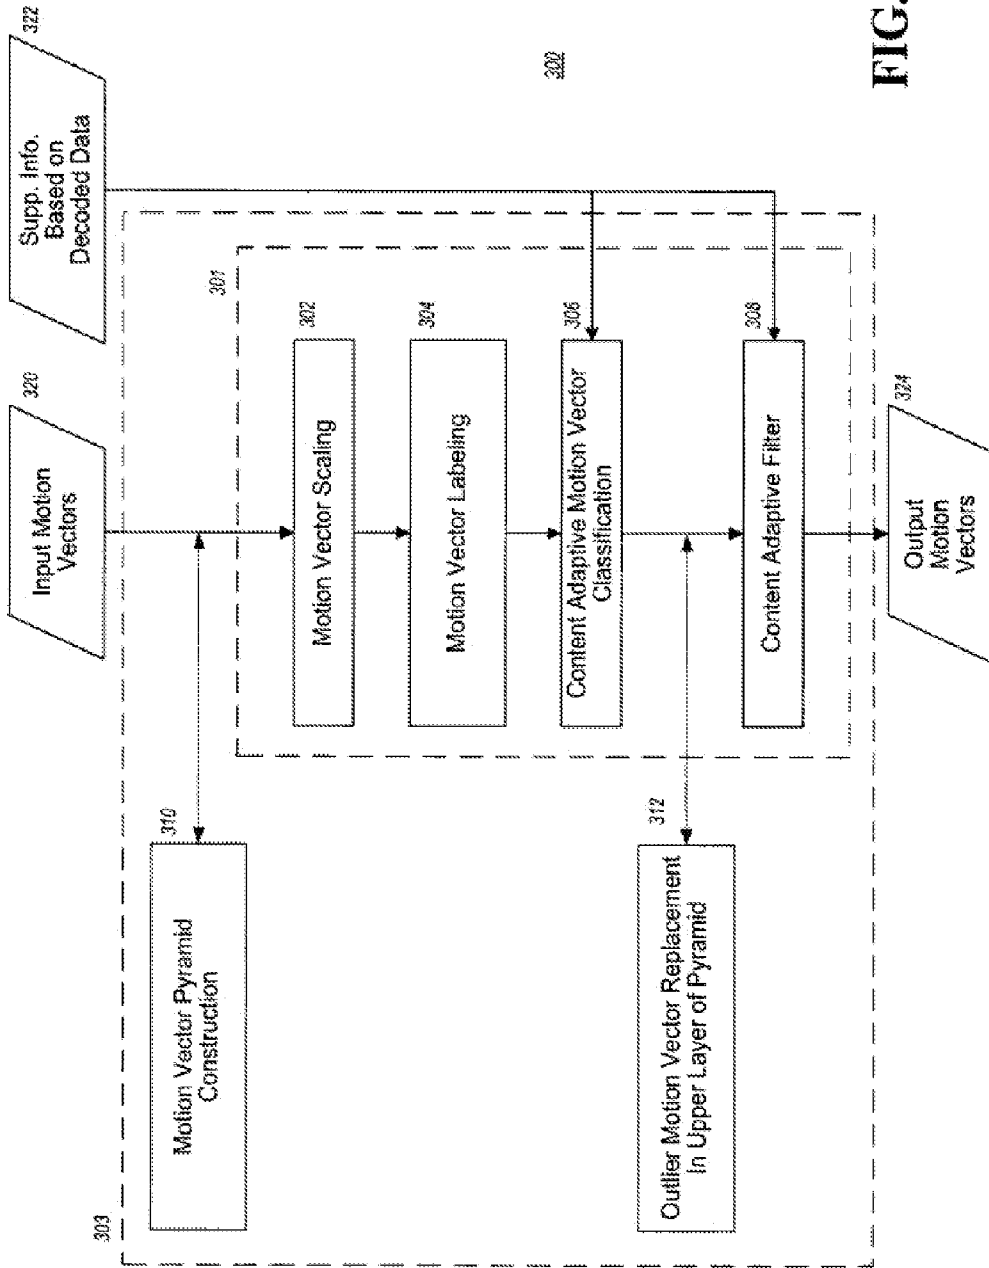 322
Supp. Info.
Based on
Decoded Data
320
Input Motion
Vectors
300
303
301
310
Motion Vector Pyramid
Construction
302
Motion Vector Scaling
304
Motion Vector Labeling
306
Content Adaptive Motion Vector
Classification
312
Outlier Motion Vector Replacement
In Upper Layer of Pyramid
308
Content Adaptive Filter
324
Output
Motion
Vectors
FIG.